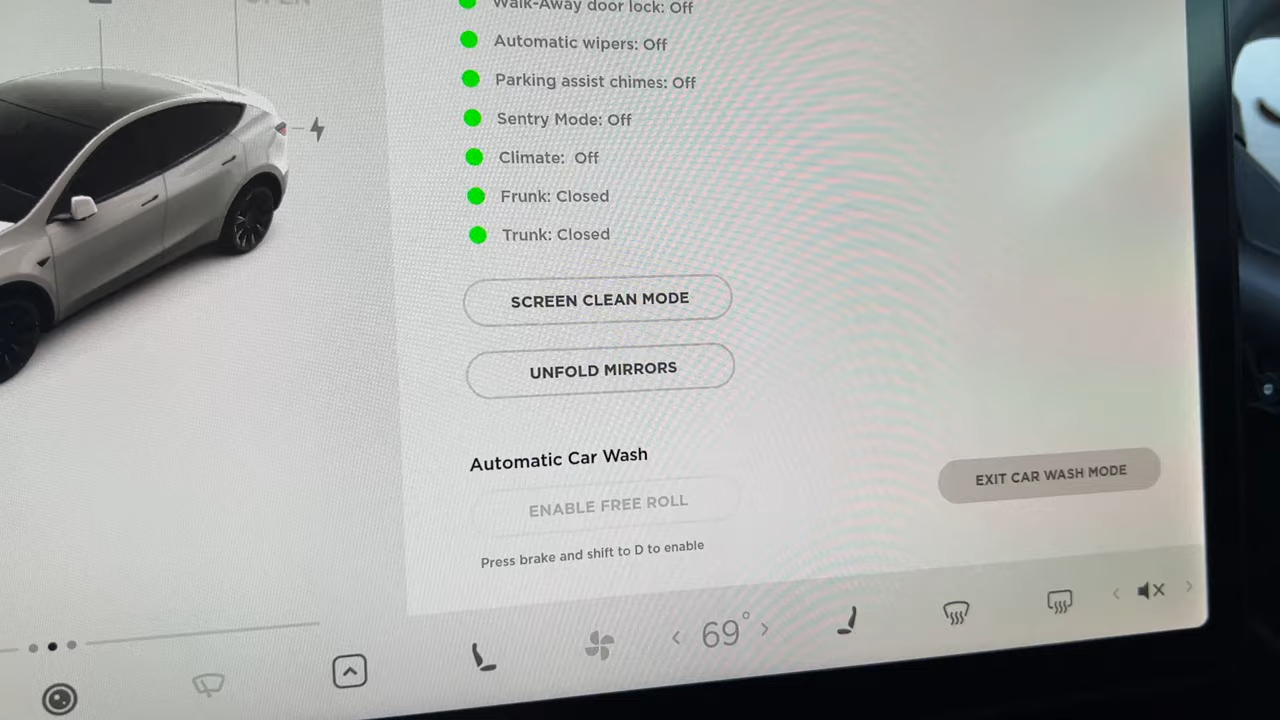 OPEN
Walk-Away door lock: Off
Automatic wipers: Off
Parking assist chimes: Off
Sentry Mode: Off
Climate: Off
Frunk: Closed
Trunk: Closed
SCREEN CLEAN MODE
UNFOLD MIRRORS
Automatic Car Wash
ENABLE FREE ROLL
EXIT CAR WASH MODE
Press brake and shift to D to enable
69°